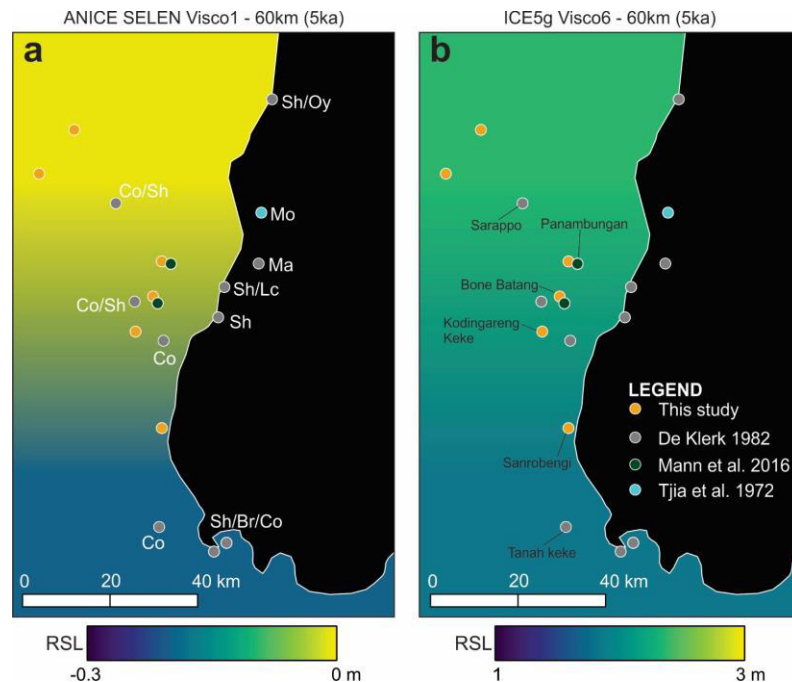 ANICE SELEN Visco1 - 60km (5ka)
ICE5g Visco6 - 60km (5ka)
a
b
Sh/Oy
Co/Sh
Mo
Ma
Sh/Lc
Co/Sh
Sh
Co
Sh/Br/Co
Co
0 20 40 km
RSL
-0.3 0 m
Sarappo
Panambungan
Bone Batang
Kodingareng
Keke
LEGEND
This study
De Klerk 1982
Mann et al. 2016
Tjia et al. 1972
Sanrobengi
Tanah keke
0 20 40 km
RSL
1 3 m